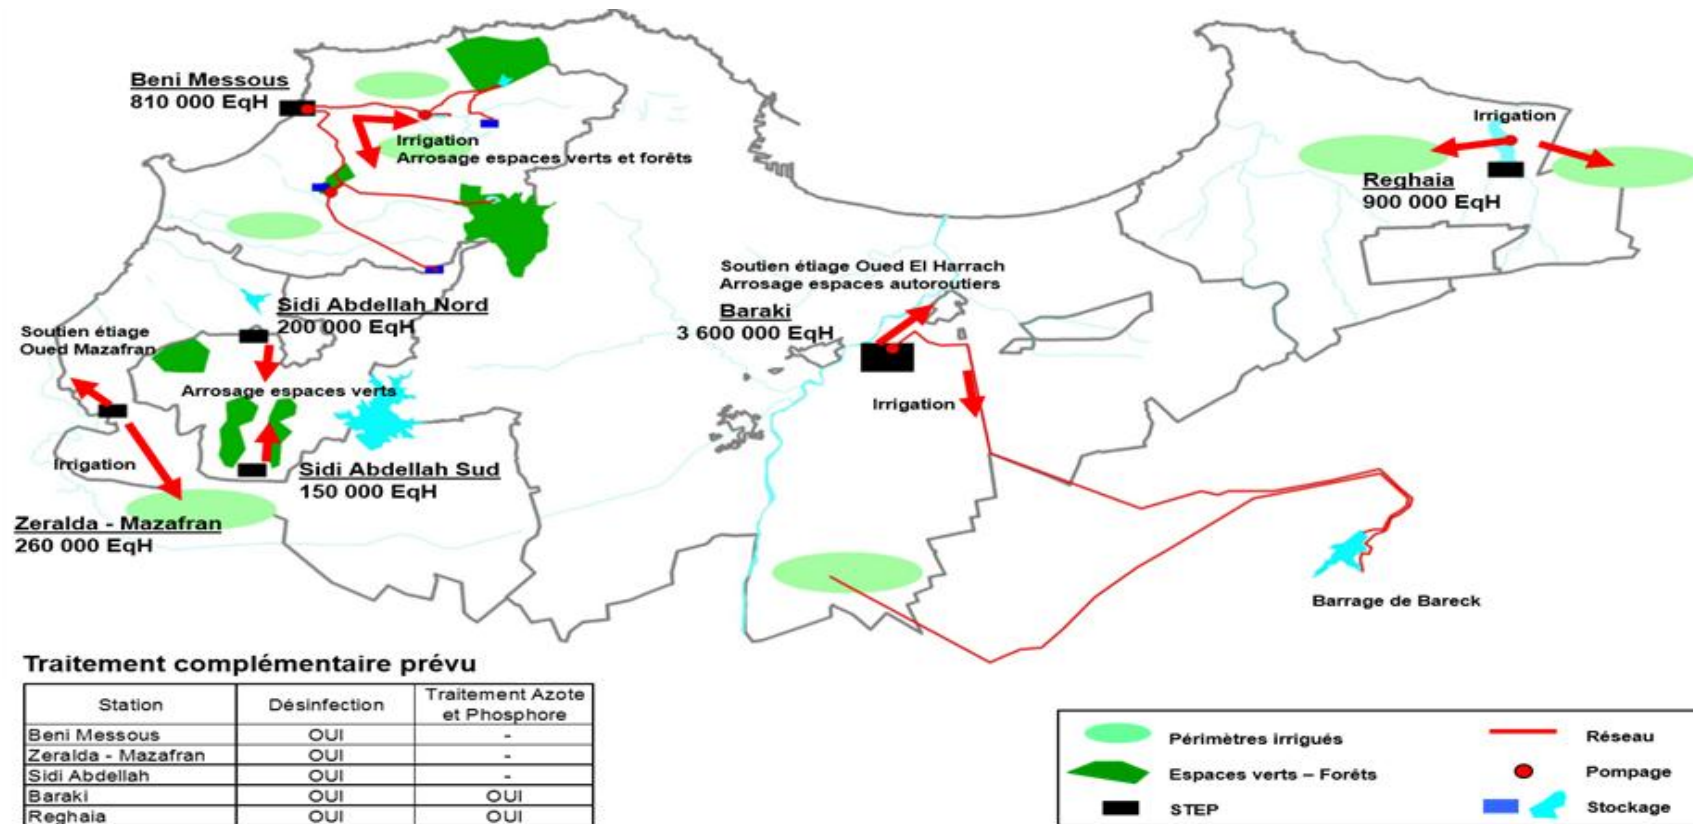 Beni Messous
810 000 EqH
Irrigation
Arrosage espaces verts et forêts
Irrigation
Reghaia
900 000 EqH
Soutien étiage Oued El Harrach
Arrosage espaces autoroutiers
Baraki
3 600 000 EqH
Irrigation
Sidi Abdellah Nord
200 000 EqH
Soutien étiage
Oued Mazafran
Arrosage espaces verts
Irrigation
Sidi Abdellah Sud
150 000 EqH
Zeralda - Mazafran
260 000 EqH
Barrage de Bareck
Traitement complémentaire prévu
Station Désinfection Traitement Azote et Phosphore
Beni Messous OUI -
Zeralda - Mazafran OUI -
Sidi Abdellah OUI -
Baraki OUI OUI
Reghaia OUI OUI
Périmètres irrigués Réseau
Espaces verts – Forêts Pompage
STEP Stockage